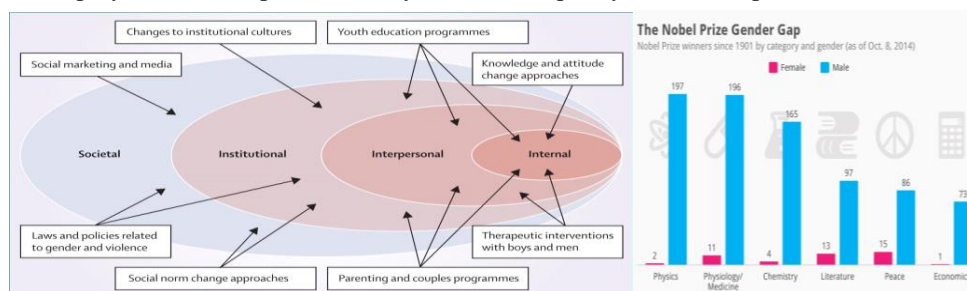 Changes to institutional cultures
Youth education programmes
Social marketing and media
Knowledge and attitude
change approaches
Societal
Institutional
Interpersonal
Internal
Laws and policies related
to gender and violence
Social norm change approaches
Parenting and couples programmes
Therapeutic interventions
with boys and men
The Nobel Prize Gender Gap
Nobel Prize winners since 1901 by category and gender (as of Oct. 8, 2014)
Female
Male
197
196
165
97
86
73
2
11
4
13
15
1
Physics
Physiology/
Medicine
Chemistry
Literature
Peace
Economic